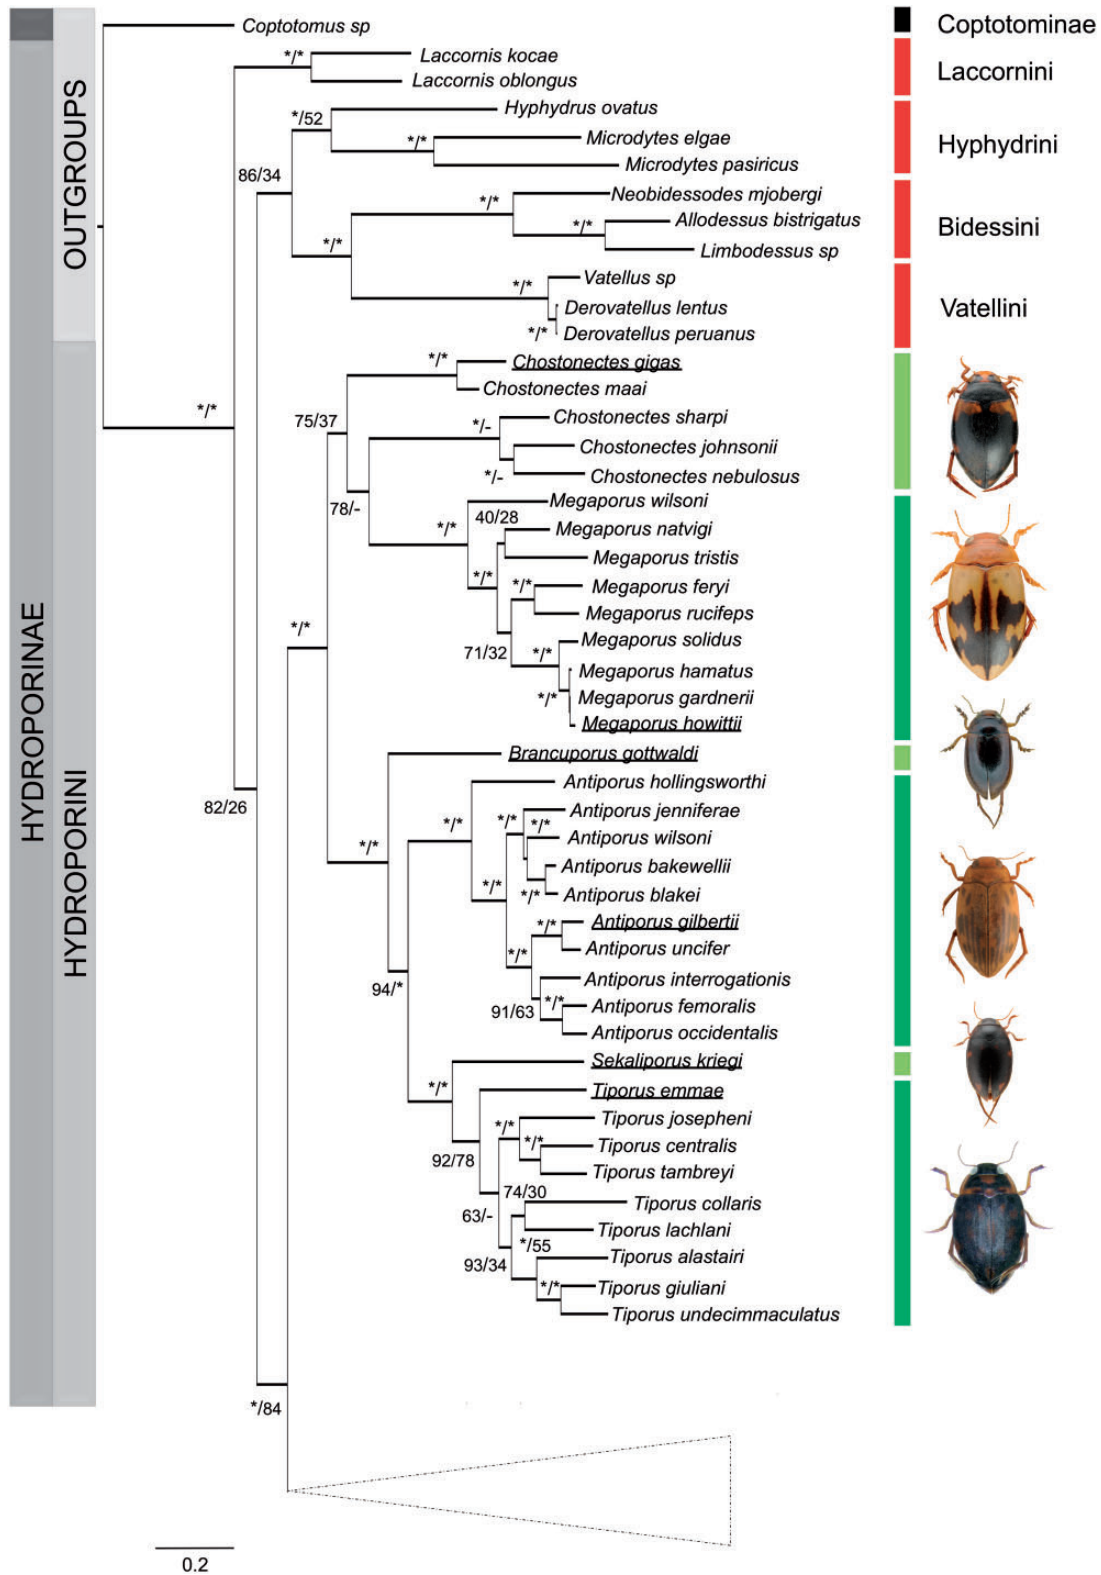 Coptotomus sp
Coptotominae
Laccornis kocae
*/*
Laccornini
Laccornis oblongus
Hyphydrus ovatus
*/52
Microdytes elgae
*/*
Hyphydrini
Microdytes pasiricus
86/34
Neobidessodes mjobergi
*/*
Allodessus bistrigatus
*/*
Bidessini
Limbodessus sp
*/*
Vatellus sp
*/*
Derovatellus lentus
Vatellini
Derovatellus peruanus
*/*
OUTGROUPS
Chostonectes gigas
*/*
Chostonectes maai
*/*
75/37
Chostonectes sharpi
*/-
Chostonectes johnsonii
*/-
Chostonectes nebulosus
78/-
Megaporus wilsoni
40/28
*/*
Megaporus natvigi
Megaporus tristis
*/*
*/*
Megaporus feryi
Megaporus rucifeps
*/*
Megaporus solidus
71/32
*/*
Megaporus hamatus
*/*
Megaporus gardnerii
Megaporus howittii
HYDROPORINAE
HYDROPORINI
Brancuporus gottwaldi
Antiporus hollingsworthi
82/26
Antiporus jenniferae
*/*
*/*
*/*
Antiporus wilsoni
*/*
Antiporus bakewellii
*/*
*/*
Antiporus blakei
Antiporus gilbertii
*/*
Antiporus uncifer
*/*
Antiporus interrogationis
94/*
Antiporus femoralis
*/*
91/63
Antiporus occidentalis
Sekaliporus kriegi
*/*
Tiporus emmae
Tiporus josepheni
*/*
*/*
Tiporus centralis
92/78
Tiporus tambreyi
74/30
Tiporus collaris
63/-
Tiporus lachlani
*/55
Tiporus alastairi
93/34
*/*
Tiporus giuliani
Tiporus undecimmaculatus
*/84
0.2